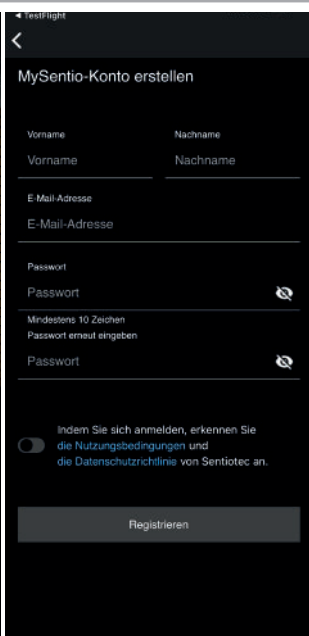 ◄ TestFlight
MySentio-Konto erstellen
Vorname Nachname
Vorname Nachname
E-Mail-Adresse
E-Mail-Adresse
Passwort
Passwort
Mindestens 10 Zeichen
Passwort erneut eingeben
Passwort
Indem Sie sich anmelden, erkennen Sie
die Nutzungsbedingungen und
die Datenschutzrichtlinie von Sentiotec an.
Registrieren